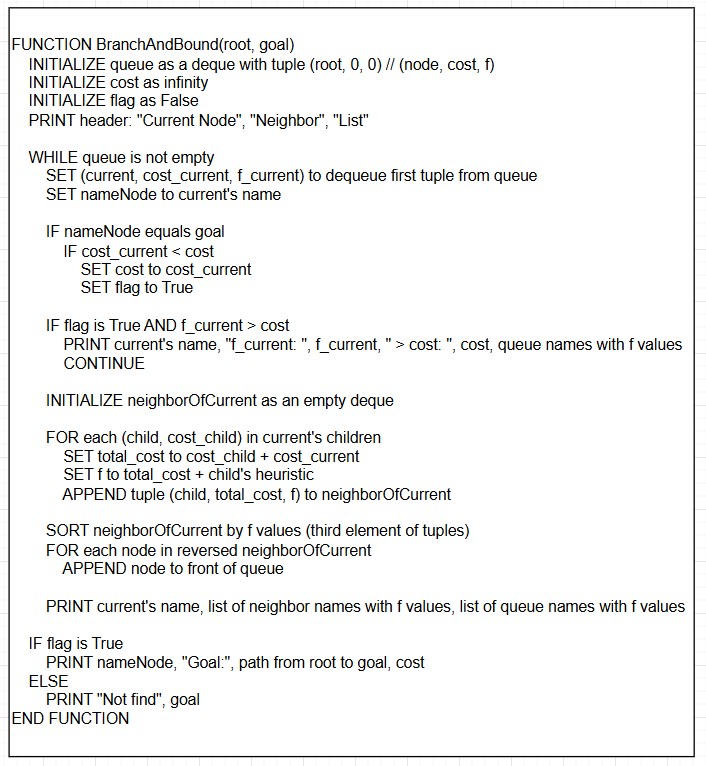 FUNCTION BranchAndBound(root, goal)
INITIALIZE queue as a deque with tuple (root, 0, 0) // (node, cost, f)
INITIALIZE cost as infinity
INITIALIZE flag as False
PRINT header: "Current Node", "Neighbor", "List"
WHILE queue is not empty
SET (current, cost_current, f_current) to dequeue first tuple from queue
SET nameNode to current's name
IF nameNode equals goal
IF cost_current < cost
SET cost to cost_current
SET flag to True
IF flag is True AND f_current > cost
PRINT current's name, "f_current: ", f_current, " > cost: ", cost, queue names with f values
CONTINUE
INITIALIZE neighborOfCurrent as an empty deque
FOR each (child, cost_child) in current's children
SET total_cost to cost_child + cost_current
SET f to total_cost + child's heuristic
APPEND tuple (child, total_cost, f) to neighborOfCurrent
SORT neighborOfCurrent by f values (third element of tuples)
FOR each node in reversed neighborOfCurrent
APPEND node to front of queue
PRINT current's name, list of neighbor names with f values, list of queue names with f values
IF flag is True
PRINT nameNode, "Goal:", path from root to goal, cost
ELSE
PRINT "Not find", goal
END FUNCTION